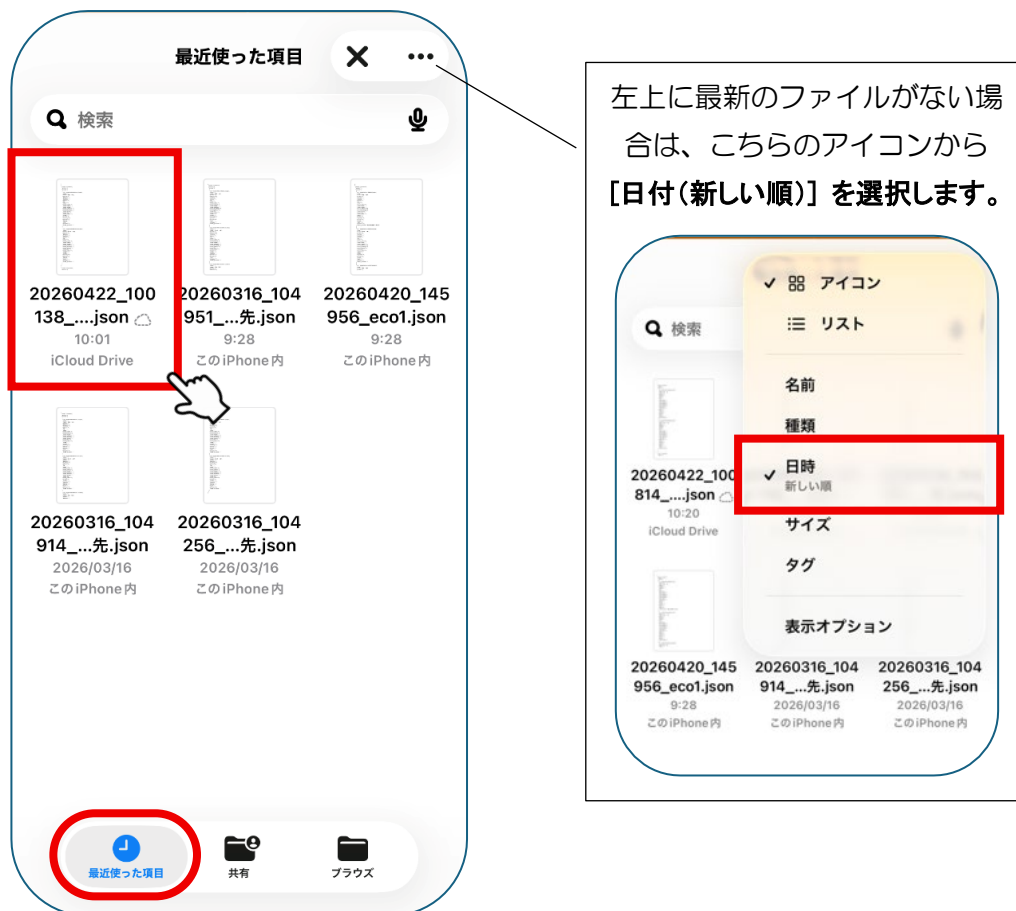 最近使った項目
検索
20260422_100
138_....json
10:01
iCloud Drive
20260316_104
951_...先.json
9:28
このiPhone内
20260420_145
956_eco1.json
9:28
このiPhone内
20260316_104
914_...先.json
2026/03/16
このiPhone内
20260316_104
256_...先.json
2026/03/16
このiPhone内
最近使った項目
共有
ブラウズ
左上に最新のファイルがない場
合は、こちらのアイコンから
[日付(新しい順)] を選択します。
検索
アイコン
リスト
名前
種類
日時
新しい順
サイズ
タグ
表示オプション
20260422_100
814_....json
10:20
iCloud Drive
20260420_145
956_eco1.json
9:28
このiPhone内
20260316_104
914_...先.json
2026/03/16
このiPhone内
20260316_104
256_...先.json
2026/03/16
このiPhone内